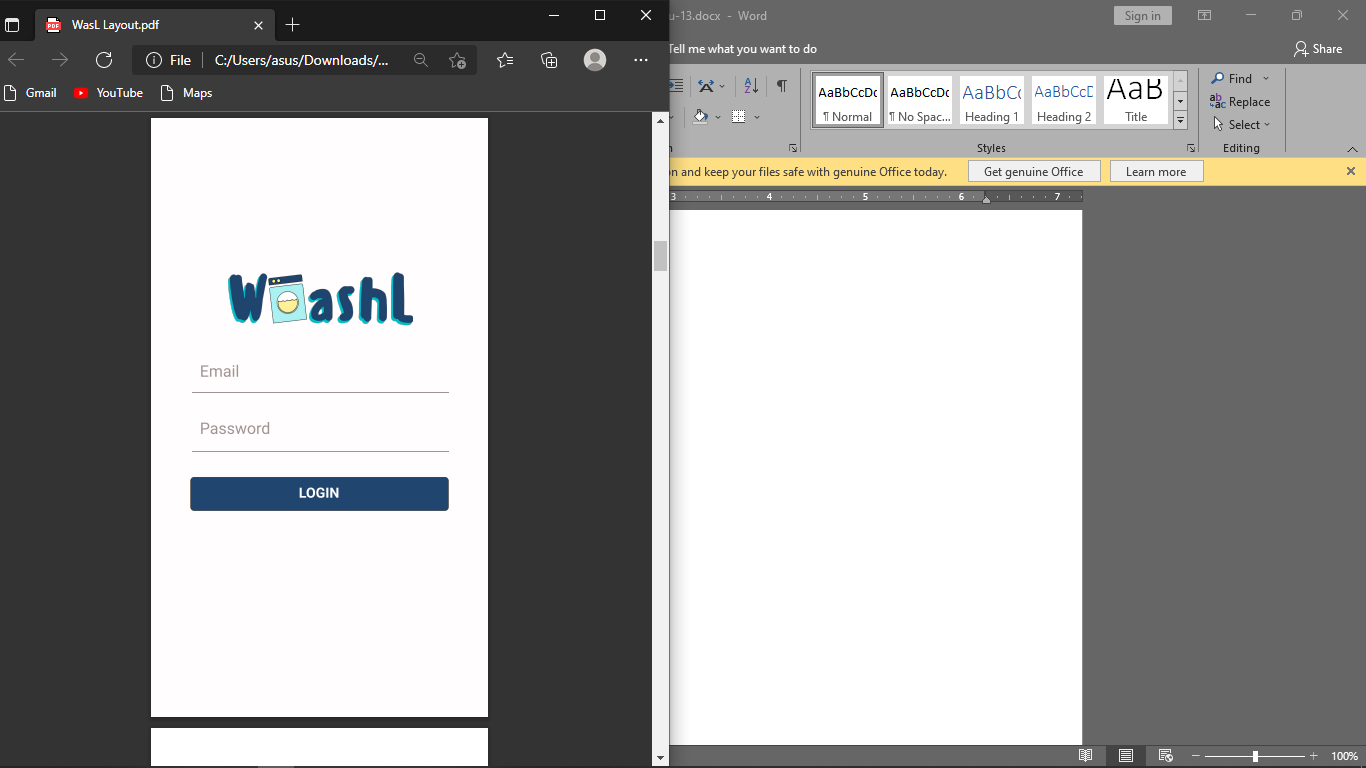 WasL Layout.pdf
File
C:/Users/asus/Downloads/...
Gmail
YouTube
Maps
WashL
Email
Password
LOGIN
u-13.docx - Word
Sign in
Tell me what you want to do
Share
AaBbCcDc
¶ Normal
AaBbCcDc
¶ No Spac...
AaBbCc
Heading 1
AaBbCcE
Heading 2
AaB
Title
Styles
Find
Replace
Select
Editing
and keep your files safe with genuine Office today.
Get genuine Office
Learn more
3 4 5 6 7
100%